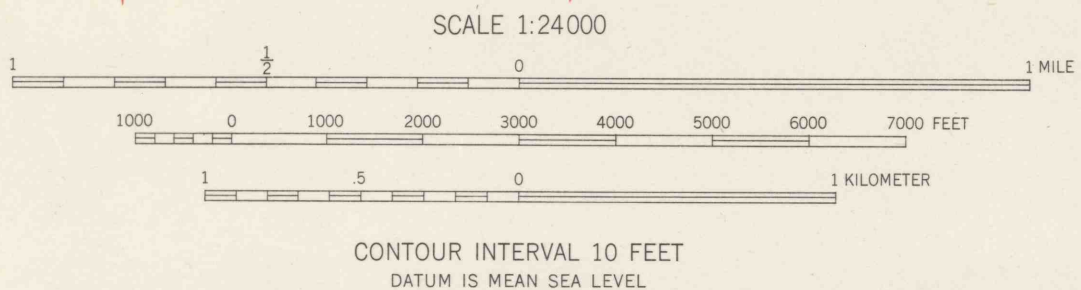 SCALE 1:24000
1 1/2 0 1 MILE
1000 0 1000 2000 3000 4000 5000 6000 7000 FEET
1 .5 0 1 KILOMETER
CONTOUR INTERVAL 10 FEET
DATUM IS MEAN SEA LEVEL